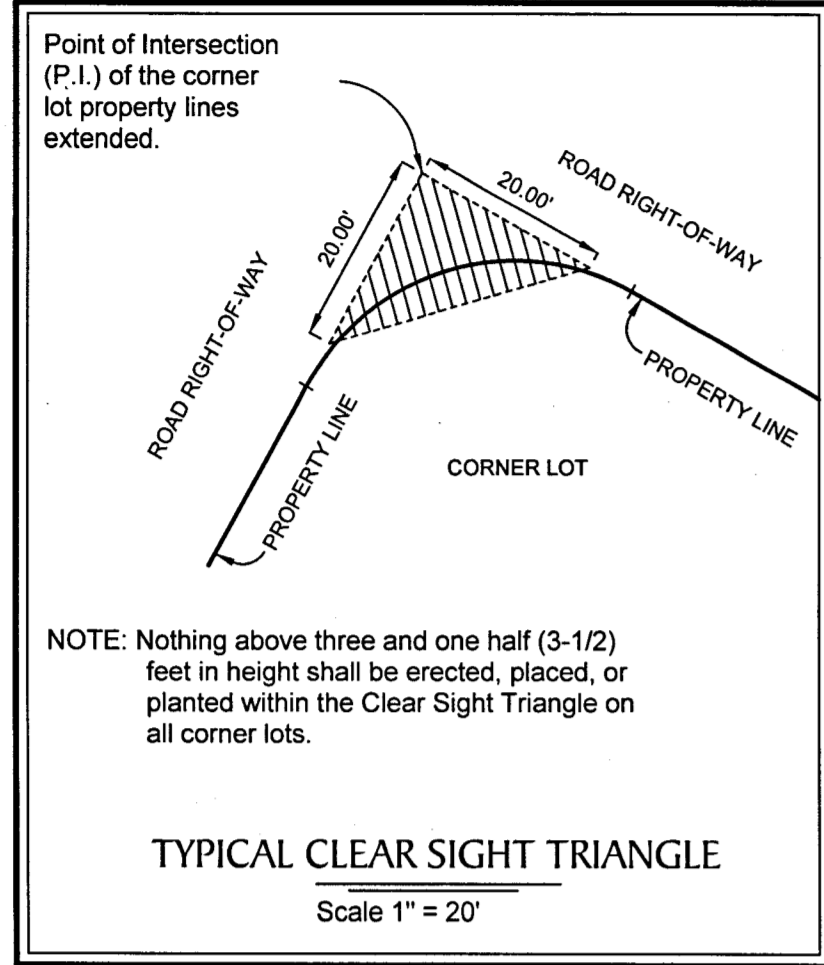 Point of Intersection
(P.I.) of the corner
lot property lines
extended.
20.00'
20.00'
ROAD RIGHT-OF-WAY
ROAD RIGHT-OF-WAY
PROPERTY LINE
PROPERTY LINE
CORNER LOT
NOTE: Nothing above three and one half (3-1/2)
feet in height shall be erected, placed, or
planted within the Clear Sight Triangle on
all corner lots.
TYPICAL CLEAR SIGHT TRIANGLE
Scale 1" = 20'